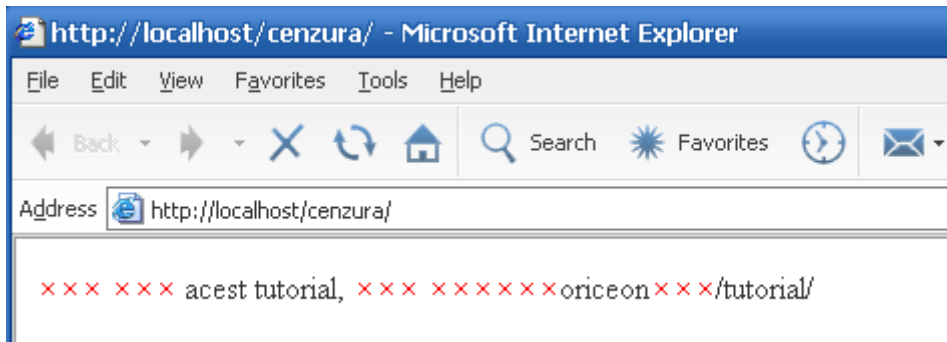 http://localhost/cenzura/ - Microsoft Internet Explorer
File Edit View Favorites Tools Help
Back Search Favorites
Address http://localhost/cenzura/
××× ××× acest tutorial, ××× ××××××oriceon×××/tutorial/